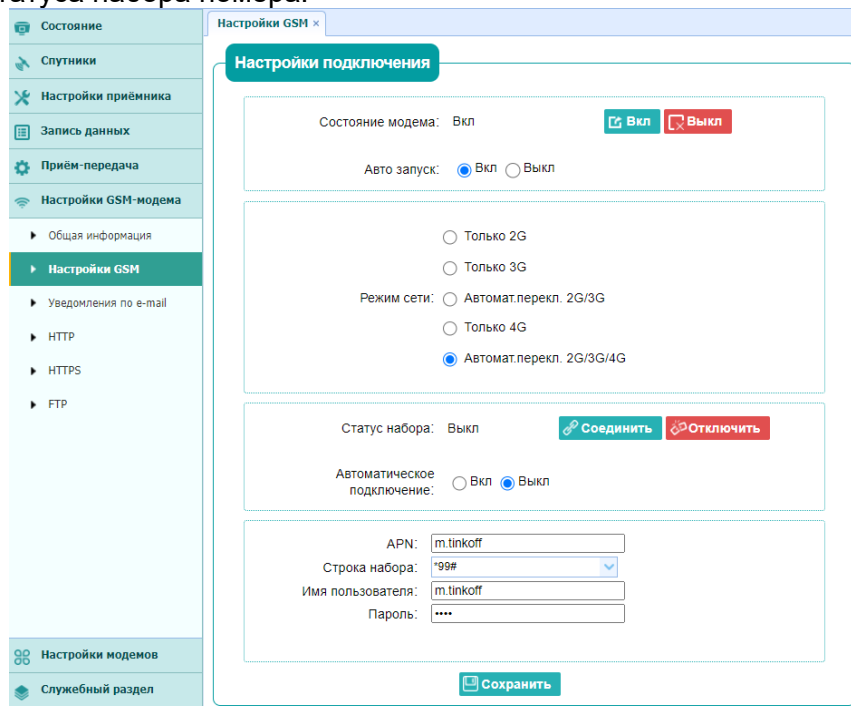 татуса набора номера.
Состояние
Спутники
Настройки приёмника
Запись данных
Приём-передача
Настройки GSM-модема
Общая информация
Настройки GSM
Уведомления по e-mail
HTTP
HTTPS
FTP
Настройки модемов
Служебный раздел
Настройки GSM ×
Настройки подключения
Состояние модема: Вкл Вкл Выкл
Авто запуск: Вкл Выкл
Только 2G
Только 3G
Режим сети: Автомат.перекл. 2G/3G
Только 4G
Автомат.перекл. 2G/3G/4G
Статус набора: Выкл Соединить Отключить
Автоматическое
подключение: Вкл Выкл
APN: m.tinkoff
Строка набора: *99#
Имя пользователя: m.tinkoff
Пароль: ••••
Сохранить